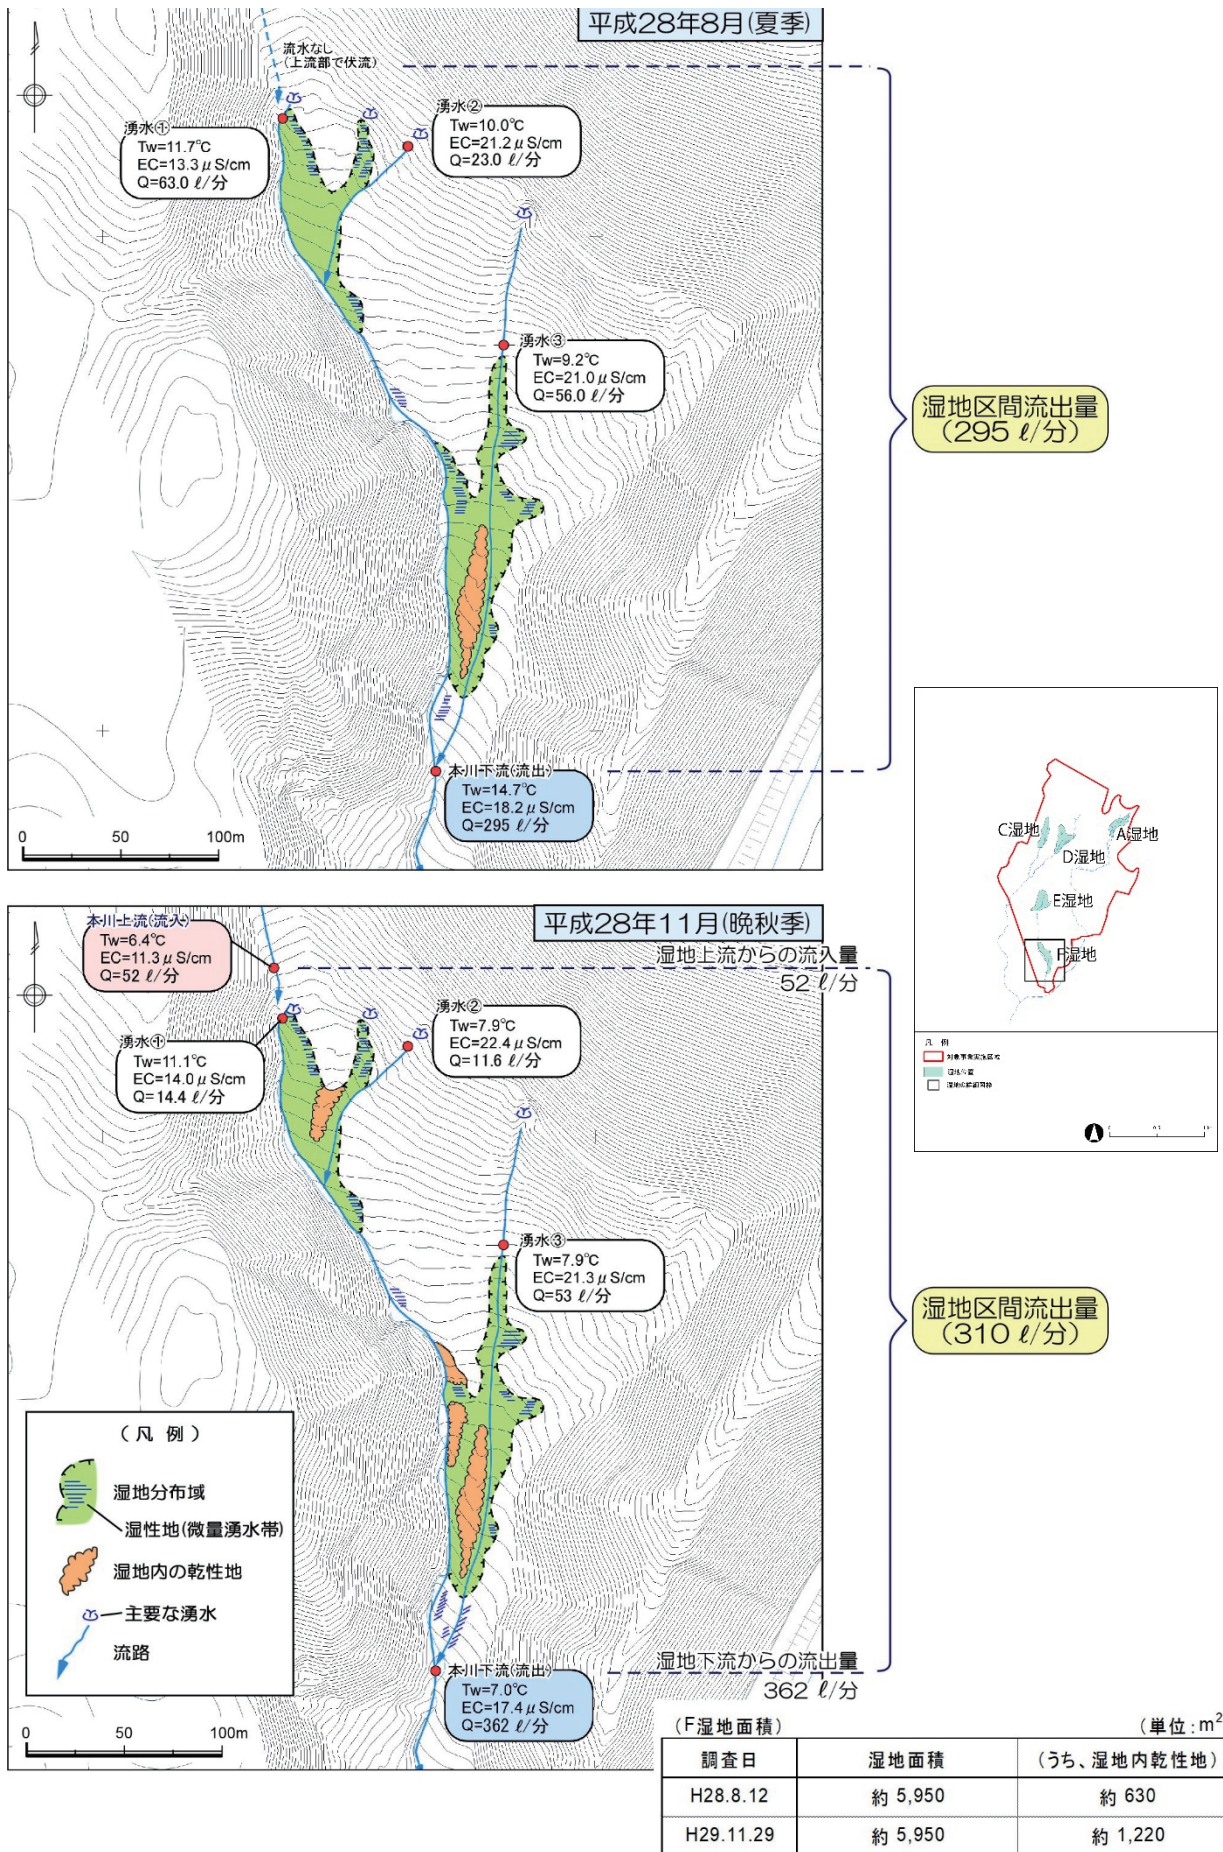 平成28年8月(夏季)
流水なし
(上流部で伏流)
湧水①
Tw=11.7℃
EC=13.3μS/cm
Q=63.0 ℓ/分
湧水②
Tw=10.0℃
EC=21.2μS/cm
Q=23.0 ℓ/分
湧水③
Tw=9.2℃
EC=21.0μS/cm
Q=56.0 ℓ/分
湿地区間流出量
(295 ℓ/分)
本川下流(流出)
Tw=14.7℃
EC=18.2μS/cm
Q=295 ℓ/分
0 50 100m
C湿地
A湿地
D湿地
E湿地
F湿地
凡 例
対象事業実施区域
湿地位置
平成28年11月(晩秋季)
本川上流(流入)
Tw=6.4℃
EC=11.3μS/cm
Q=52 ℓ/分
湿地上流からの流入量
52 ℓ/分
湧水①
Tw=11.1℃
EC=14.0μS/cm
Q=14.4 ℓ/分
湧水②
Tw=7.9℃
EC=22.4μS/cm
Q=11.6 ℓ/分
湧水③
Tw=7.9℃
EC=21.3μS/cm
Q=53 ℓ/分
湿地区間流出量
(310 ℓ/分)
(凡 例)
湿地分布域
湿性地(微量湧水帯)
湿地内の乾性地
主要な湧水
流路
湿地下流からの流出量
362 ℓ/分
本川下流(流出)
Tw=7.0℃
EC=17.4μS/cm
Q=362 ℓ/分
0 50 100m
(F湿地面積) (単位:m²)
調査日 湿地面積 (うち、湿地内乾性地)
H28.8.12 約 5,950 約 630
H29.11.29 約 5,950 約 1,220